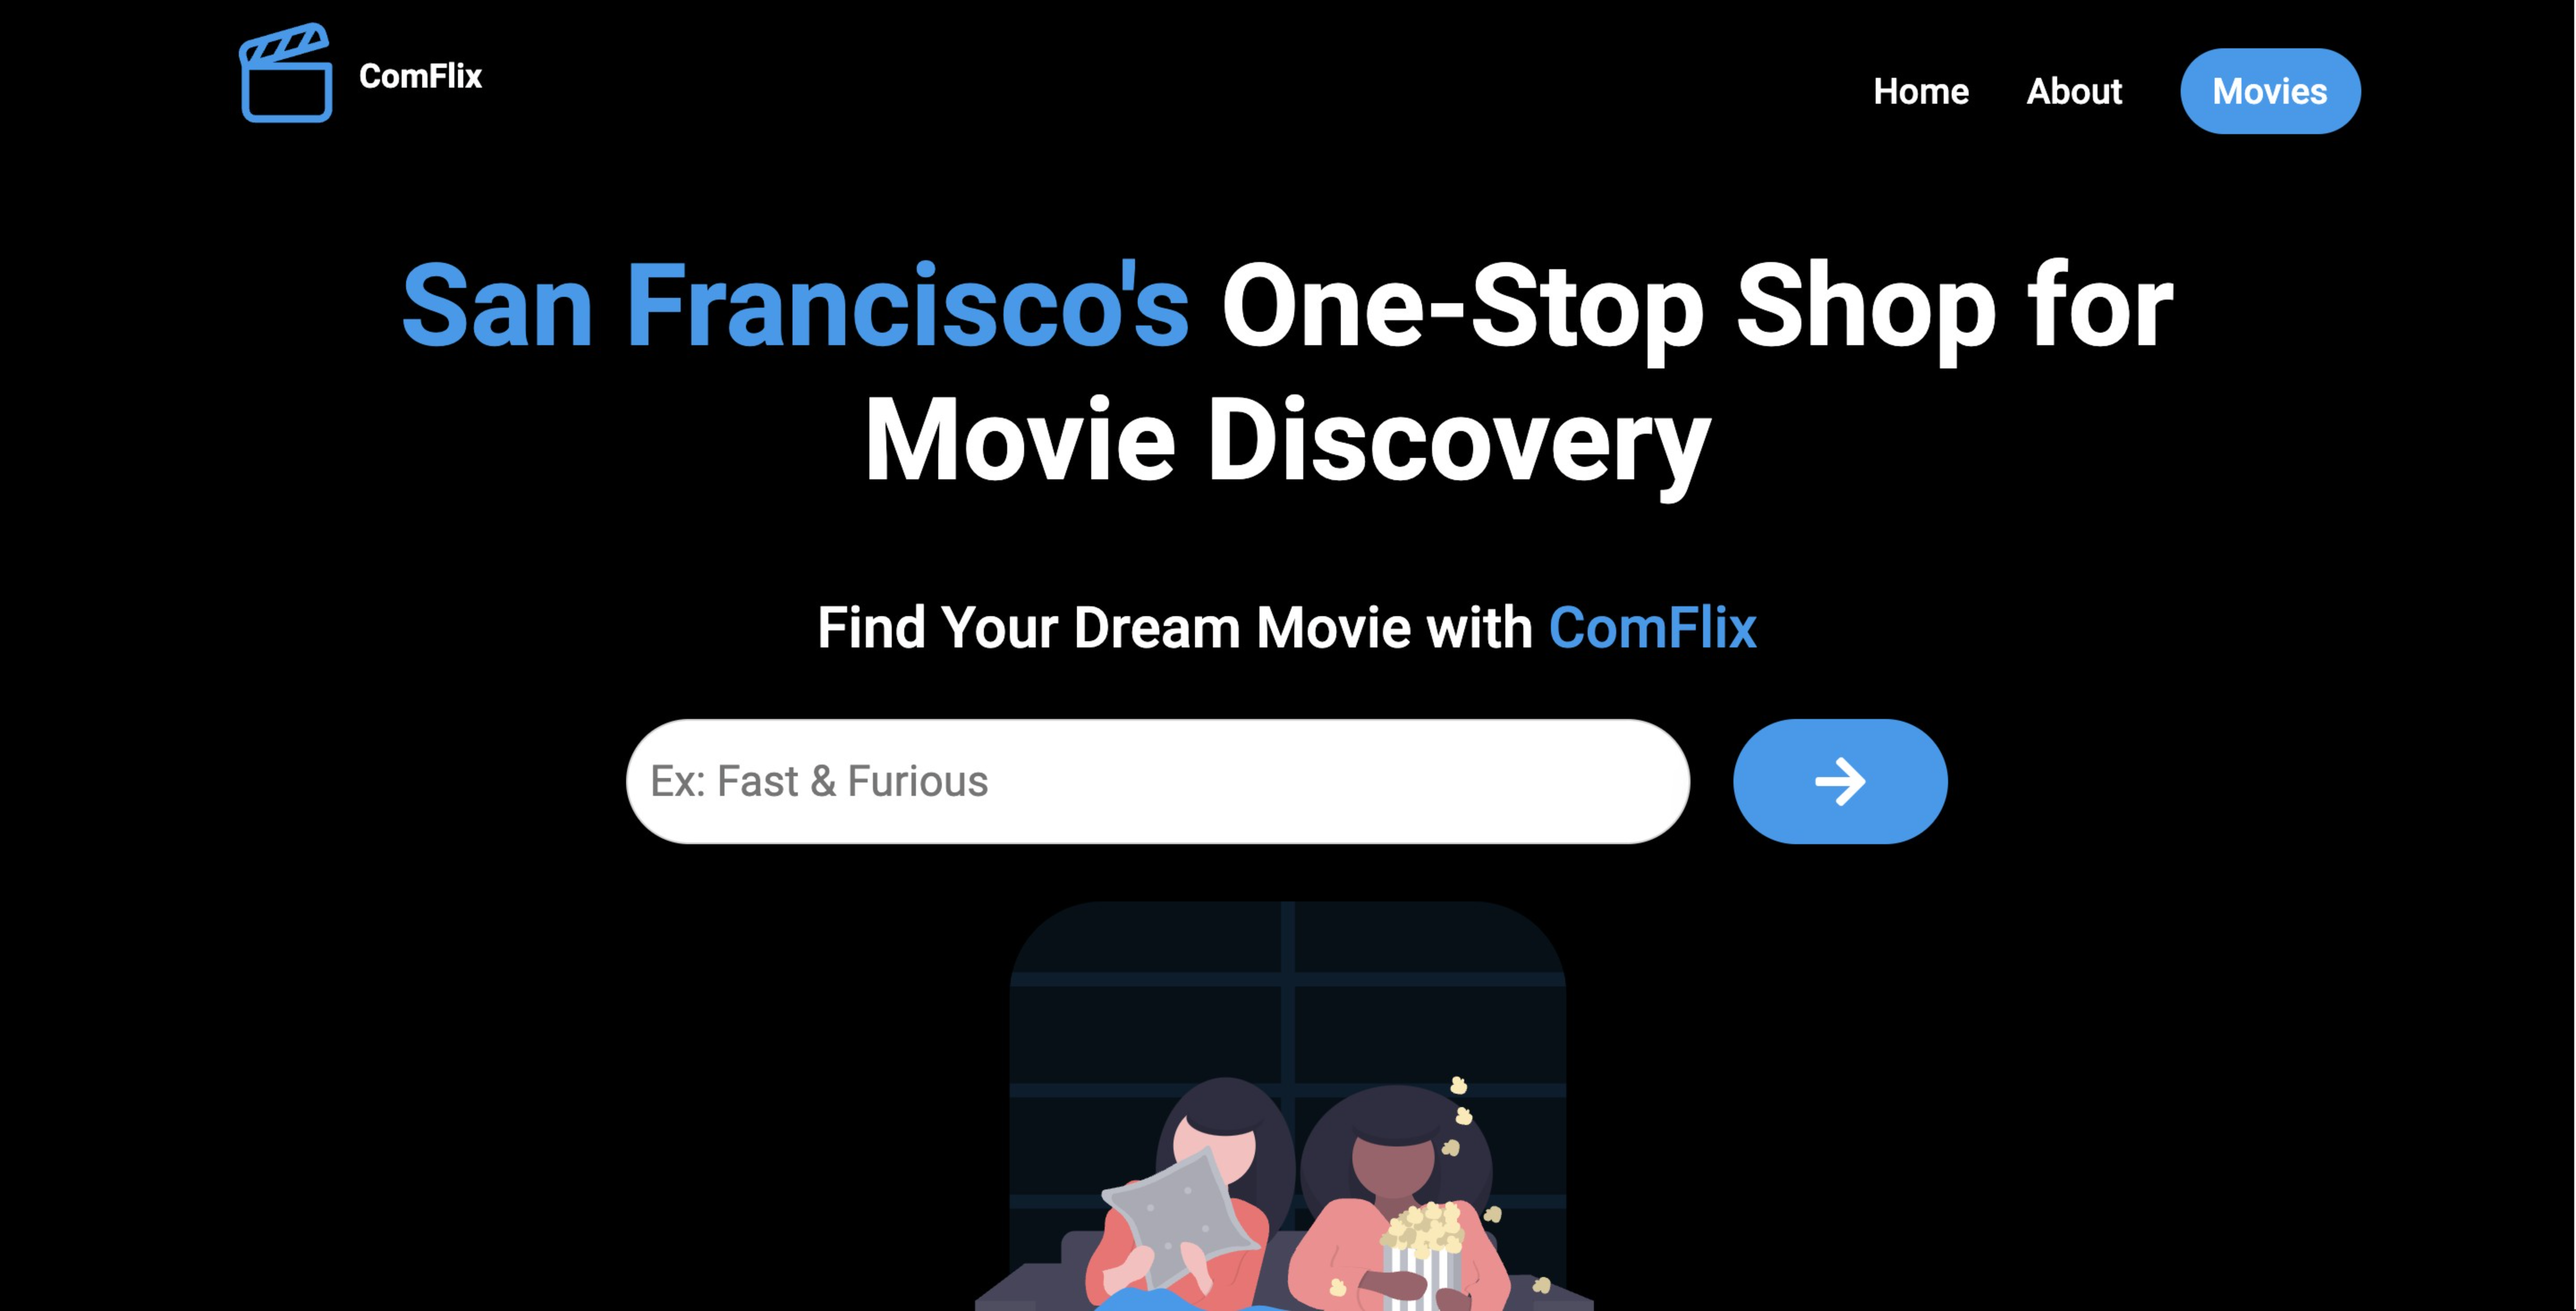 ComFlix
Home About Movies
San Francisco's One-Stop Shop for
Movie Discovery
Find Your Dream Movie with ComFlix
Ex: Fast & Furious